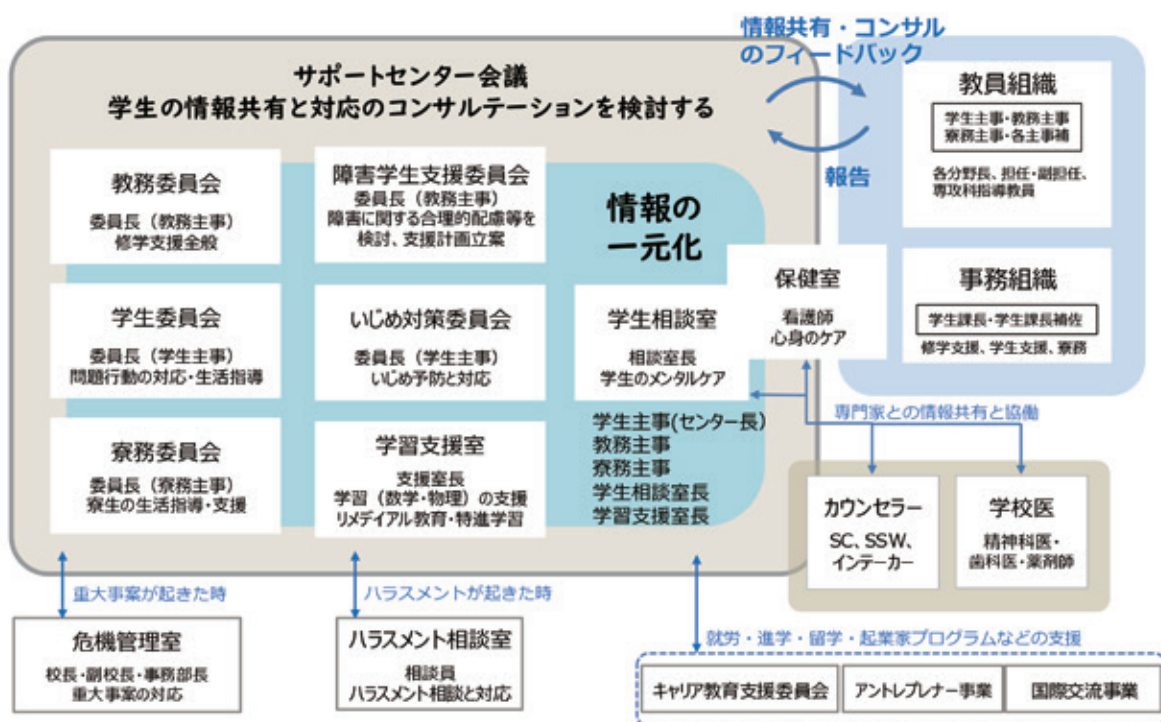 情報共有・コンサル
のフィードバック
サポートセンター会議
学生の情報共有と対応のコンサルテーションを検討する
教員組織
学生主事・教務主事
寮務主事・各主事補
各分野長、担任・副担任、
専攻科指導教員
報告
教務委員会
委員長（教務主事）
修学支援全般
障害学生支援委員会
委員長（教務主事）
障害に関する合理的配慮等を
検討、支援計画立案
情報の
一元化
保健室
看護師
心身のケア
事務組織
学生課長・学生課長補佐
修学支援、学生支援、寮務
学生委員会
委員長（学生主事）
問題行動の対応・生活指導
いじめ対策委員会
委員長（学生主事）
いじめ予防と対応
学生相談室
相談室長
学生のメンタルケア
学生主事(センター長)
教務主事
寮務主事
学生相談室長
学習支援室長
専門家との情報共有と協働
寮務委員会
委員長（寮務主事）
寮生の生活指導・支援
学習支援室
支援室長
学習（数学・物理）の支援
リメディアル教育・特進学習
カウンセラー
SC、SSW、
インテーカー
学校医
精神科医・
歯科医・薬剤師
重大事案が起きた時
ハラスメントが起きた時
就労・進学・留学・起業家プログラムなどの支援
危機管理室
校長・副校長・事務部長
重大事案の対応
ハラスメント相談室
相談員
ハラスメント相談と対応
キャリア教育支援委員会
アントレプレナー事業
国際交流事業